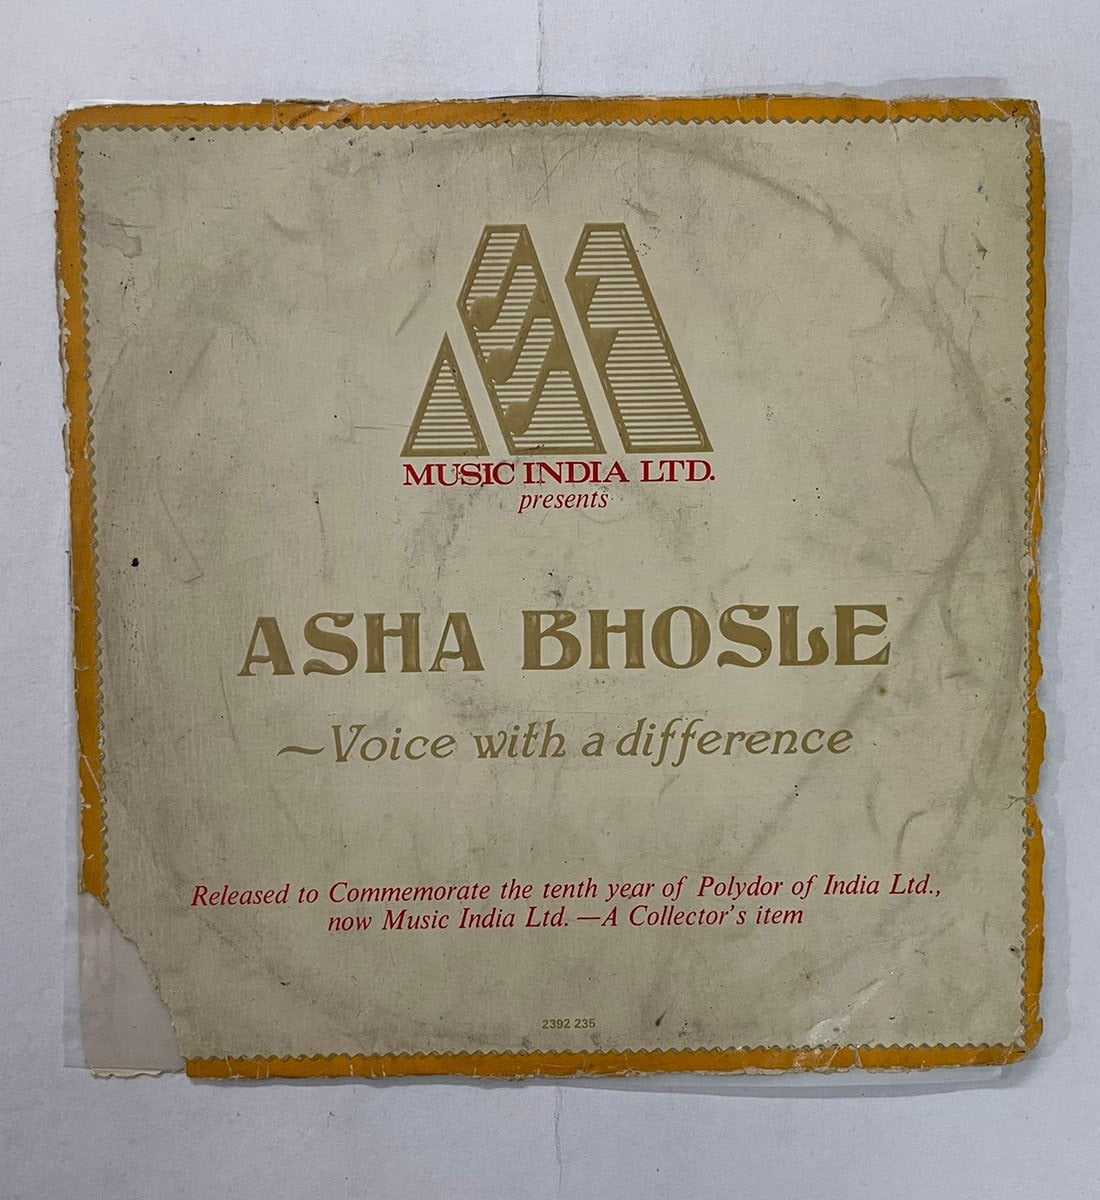 MUSIC INDIA LTD.
presents
ASHA BHOSLE
~Voice with a difference
Released to Commemorate the tenth year of Polydor of India Ltd.,
now Music India Ltd. —A Collector's item
2392 235